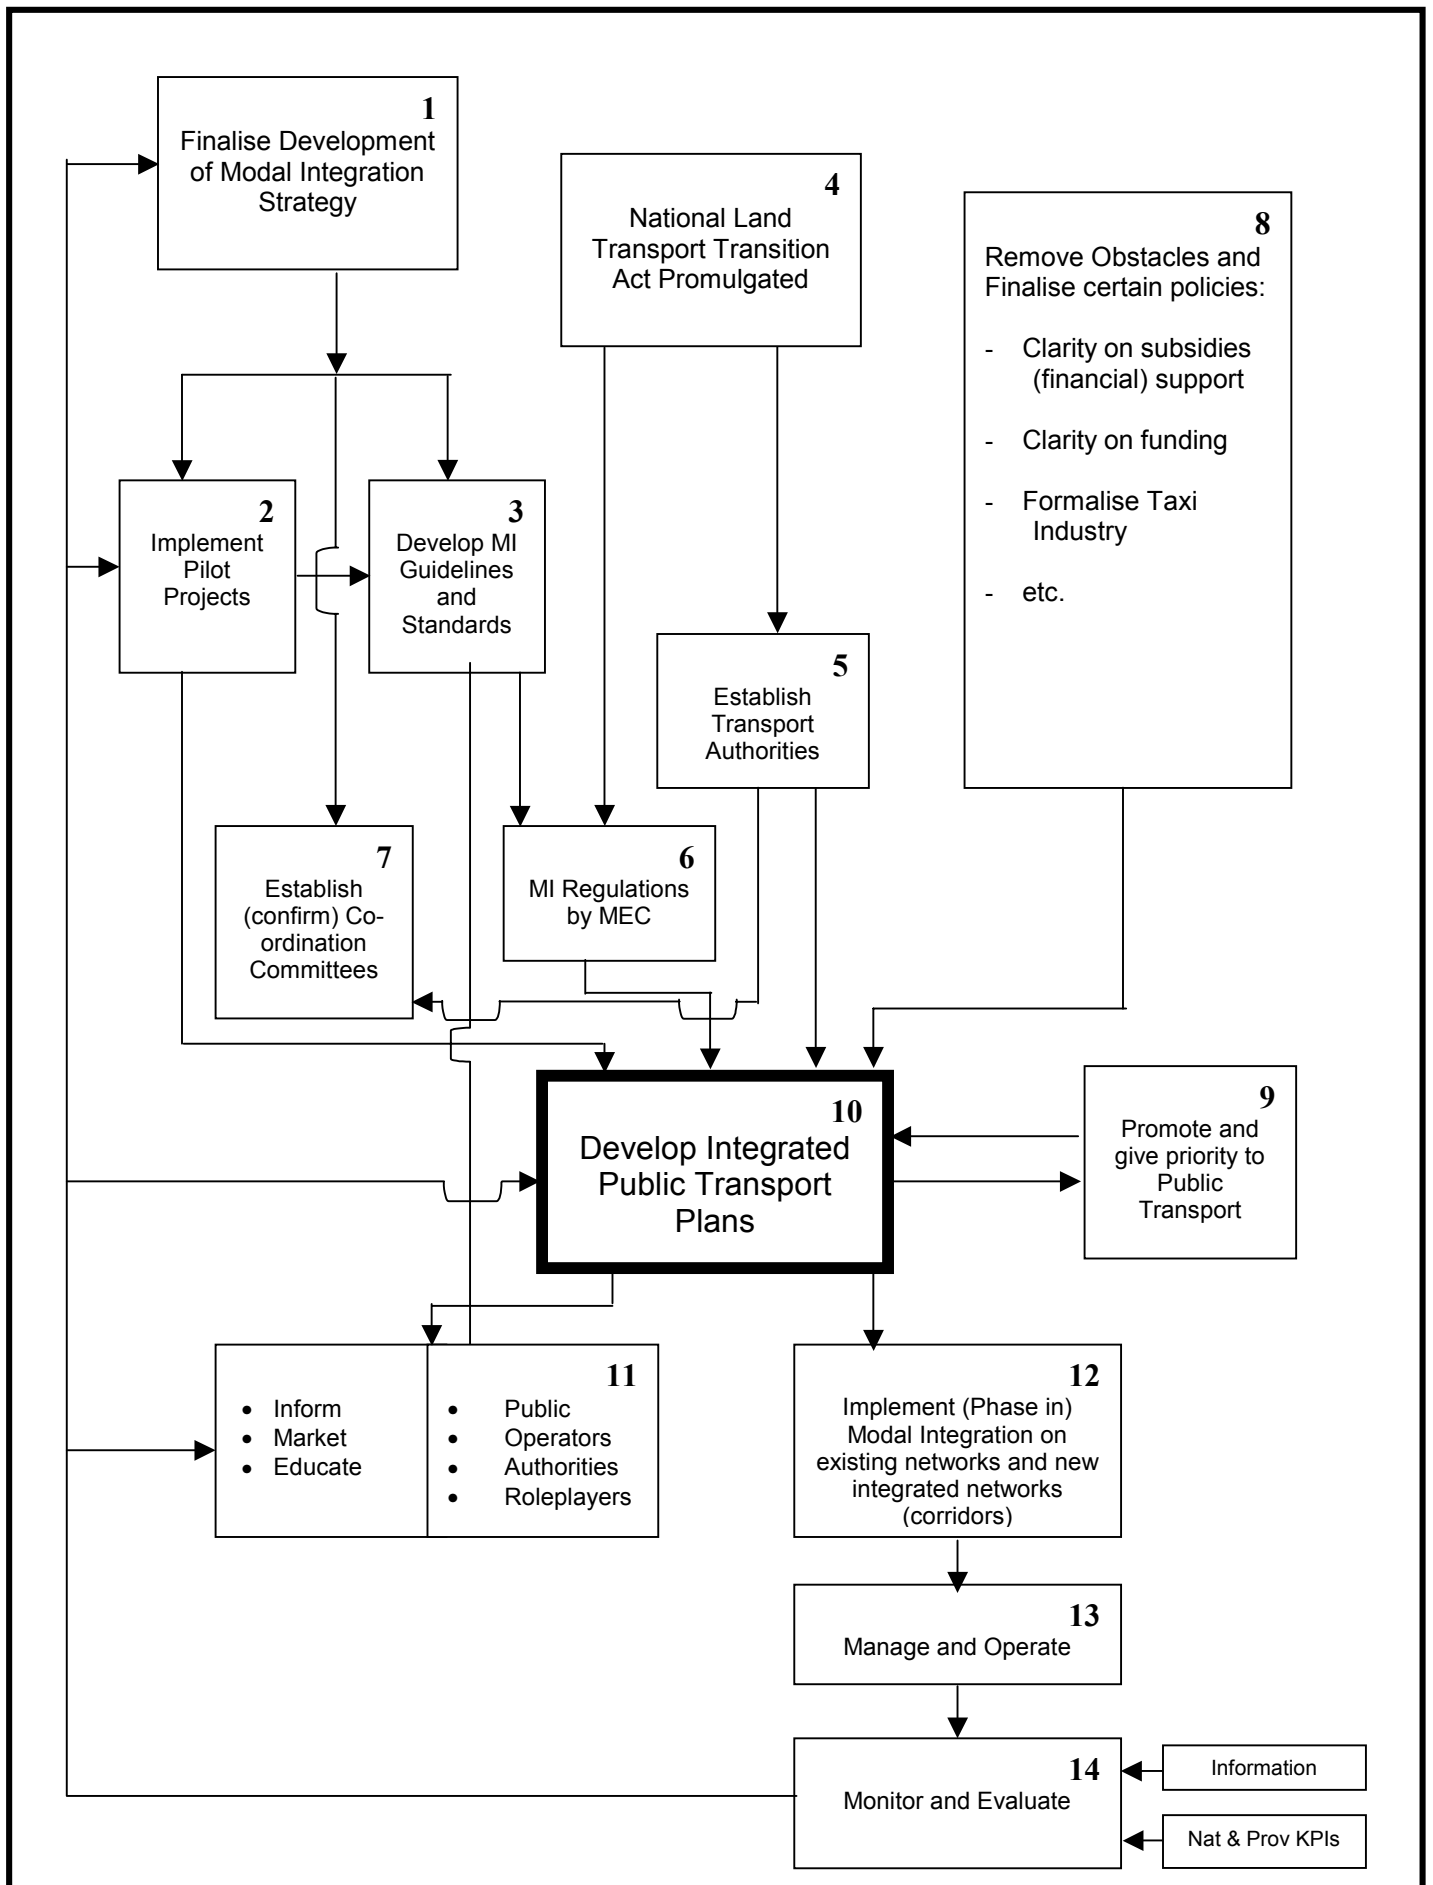 1
Finalise Development
of Modal Integration
Strategy
4
National Land
Transport Transition
Act Promulgated
8
Remove Obstacles and
Finalise certain policies:
- Clarity on subsidies
(financial) support
- Clarity on funding
- Formalise Taxi
Industry
- etc.
2
Implement
Pilot
Projects
3
Develop MI
Guidelines
and
Standards
5
Establish
Transport
Authorities
7
Establish
(confirm) Co-
ordination
Committees
6
MI Regulations
by MEC
10
Develop Integrated
Public Transport
Plans
9
Promote and
give priority to
Public
Transport
• Inform
• Market
• Educate
11
• Public
• Operators
• Authorities
• Roleplayers
12
Implement (Phase in)
Modal Integration on
existing networks and new
integrated networks
(corridors)
13
Manage and Operate
14
Monitor and Evaluate
Information
Nat & Prov KPIs